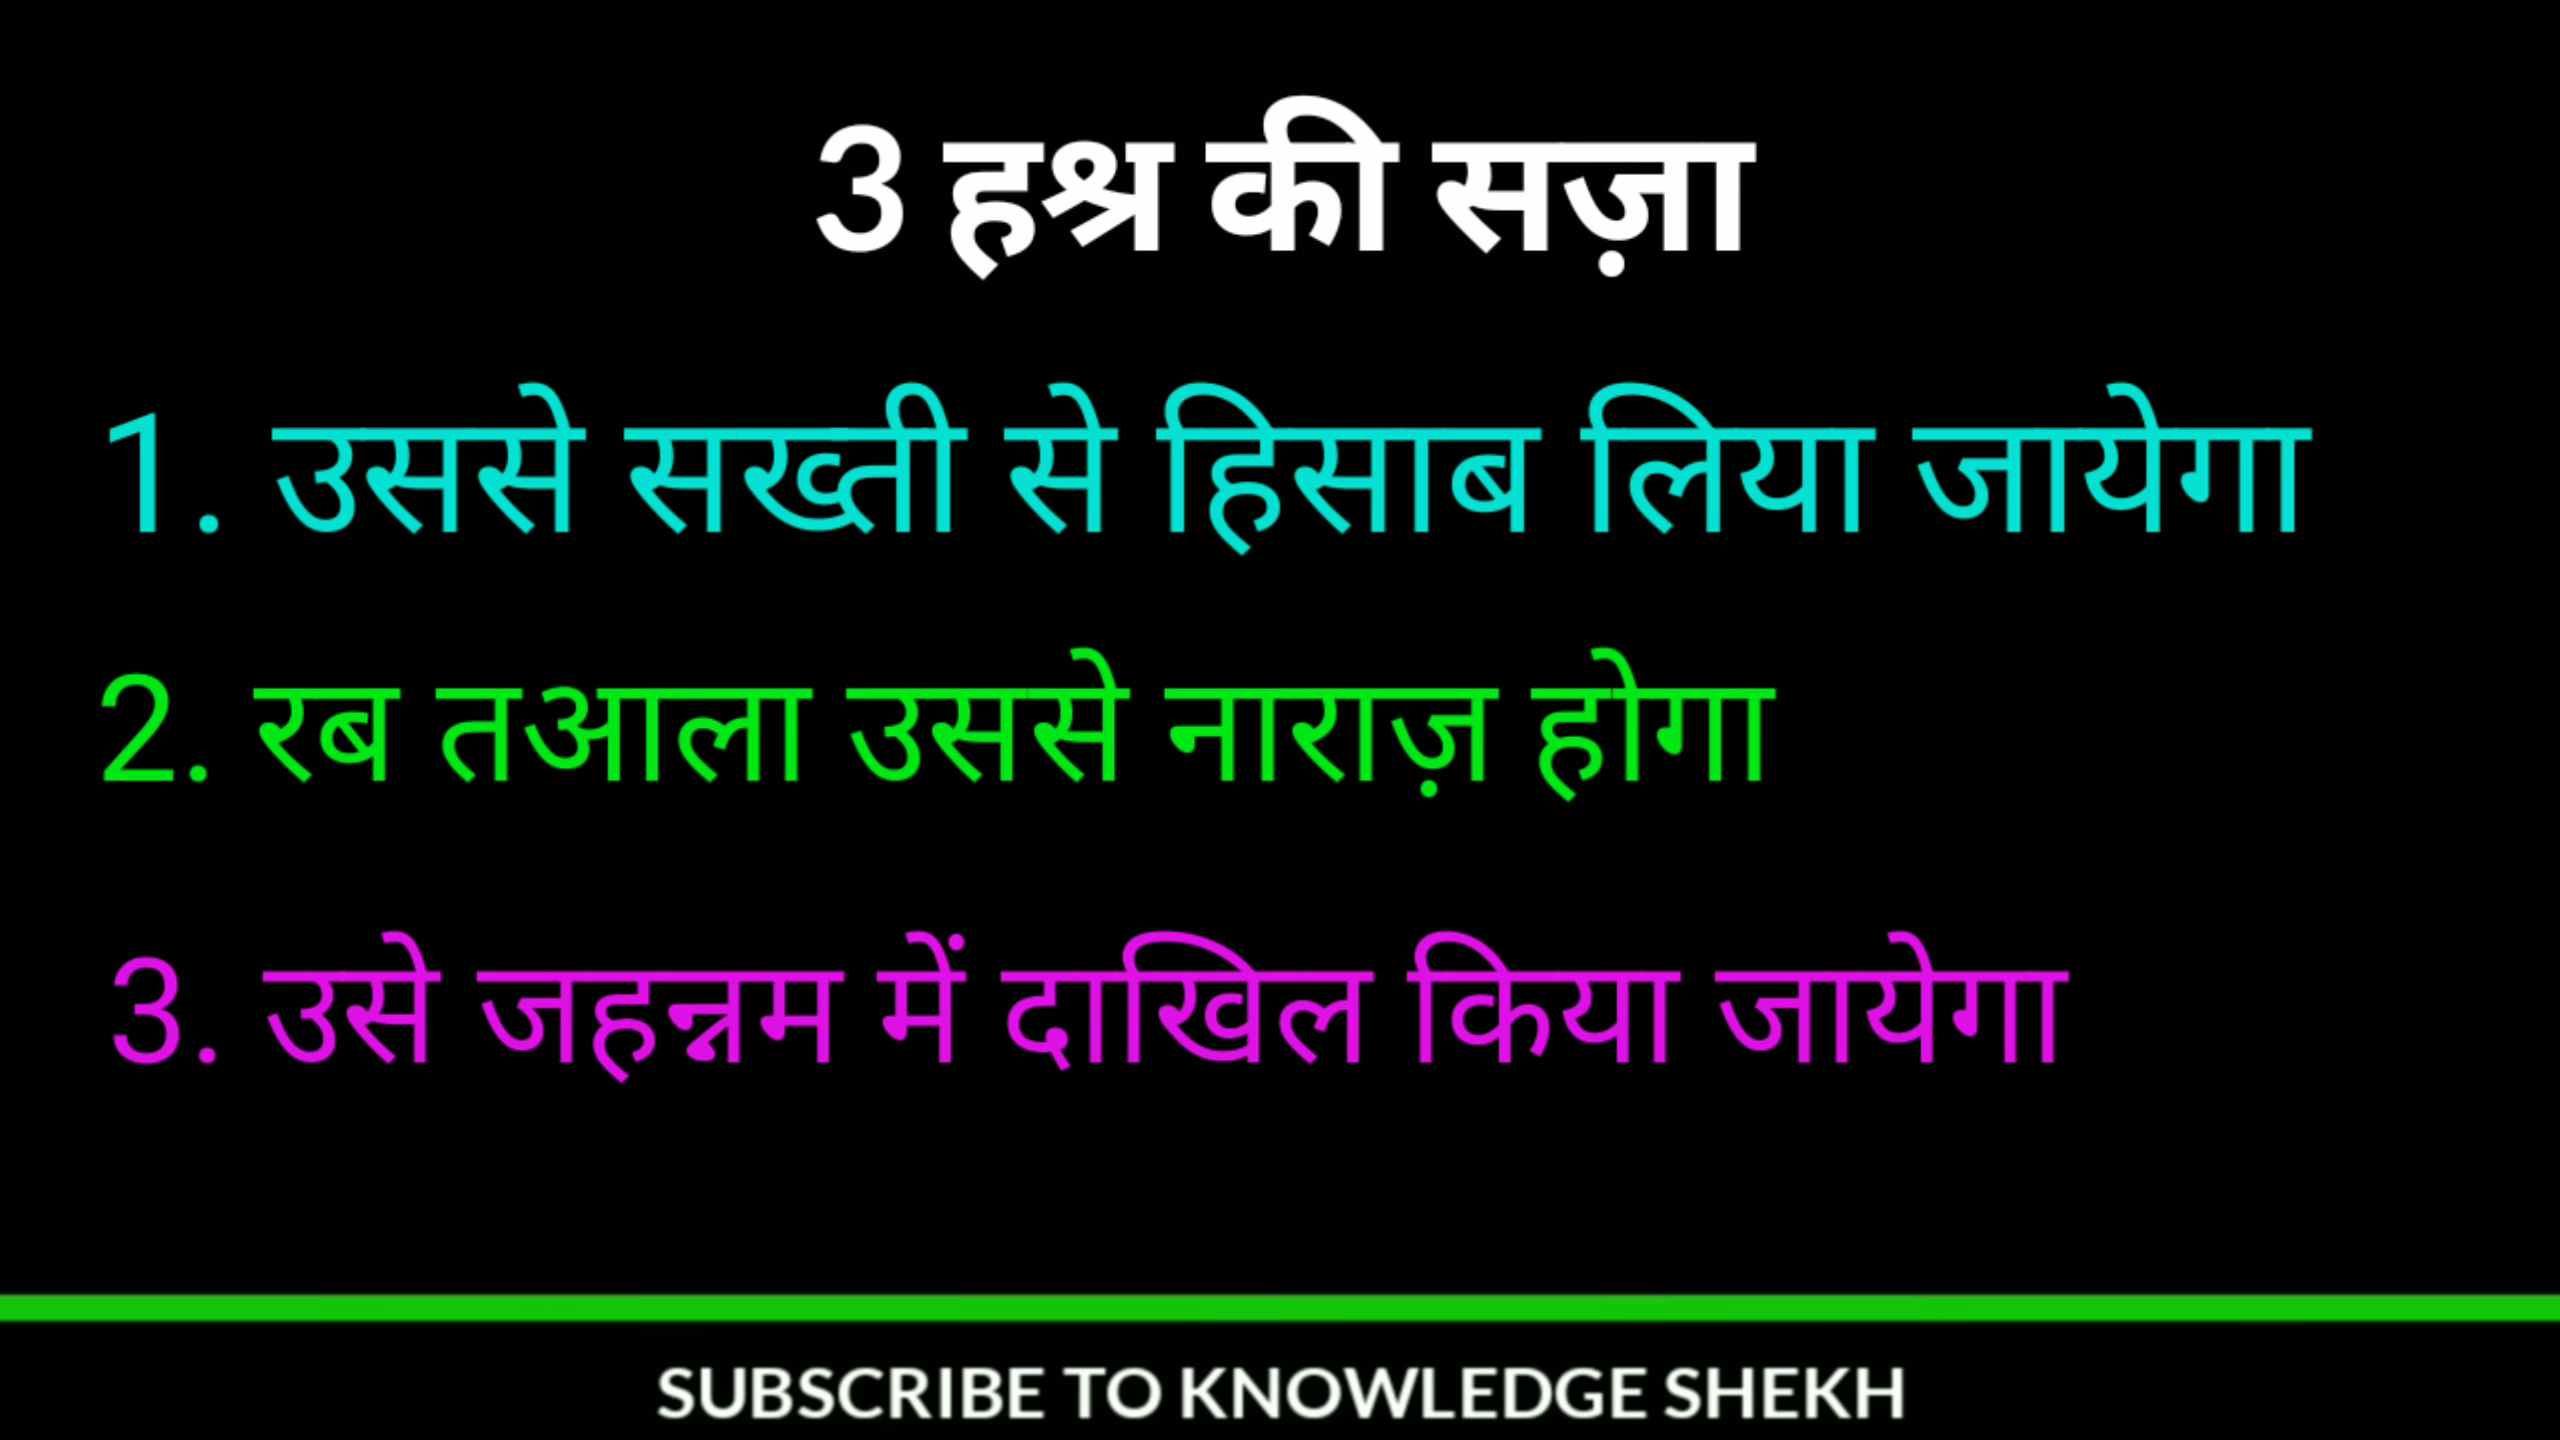 3 हश्र की सज़ा
1. उससे सख्ती से हिसाब लिया जायेगा
2. रब तआला उससे नाराज़ होगा
3. उसे जहन्नम में दाखिल किया जायेगा
SUBSCRIBE TO KNOWLEDGE SHEKH